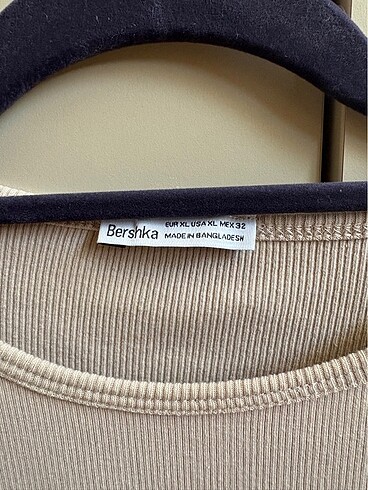 Bershka
EUR XL USA XL MEX 32
MADE IN BANGLADESH